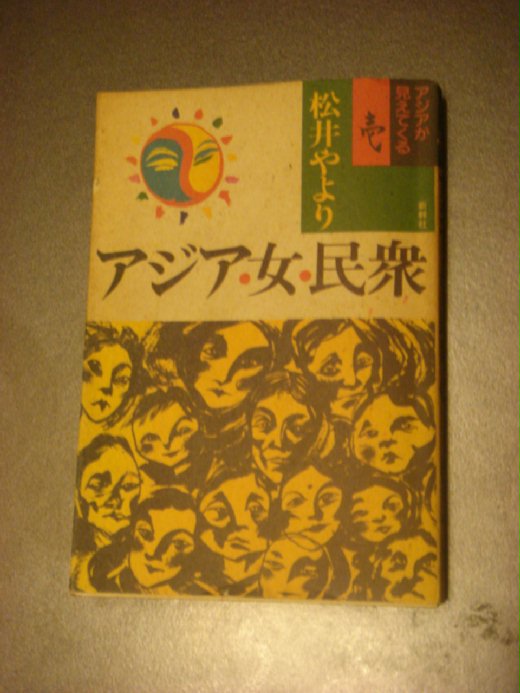 アジアが
見えてくる
壱
松井やより
新幹社
アジア・女・民衆